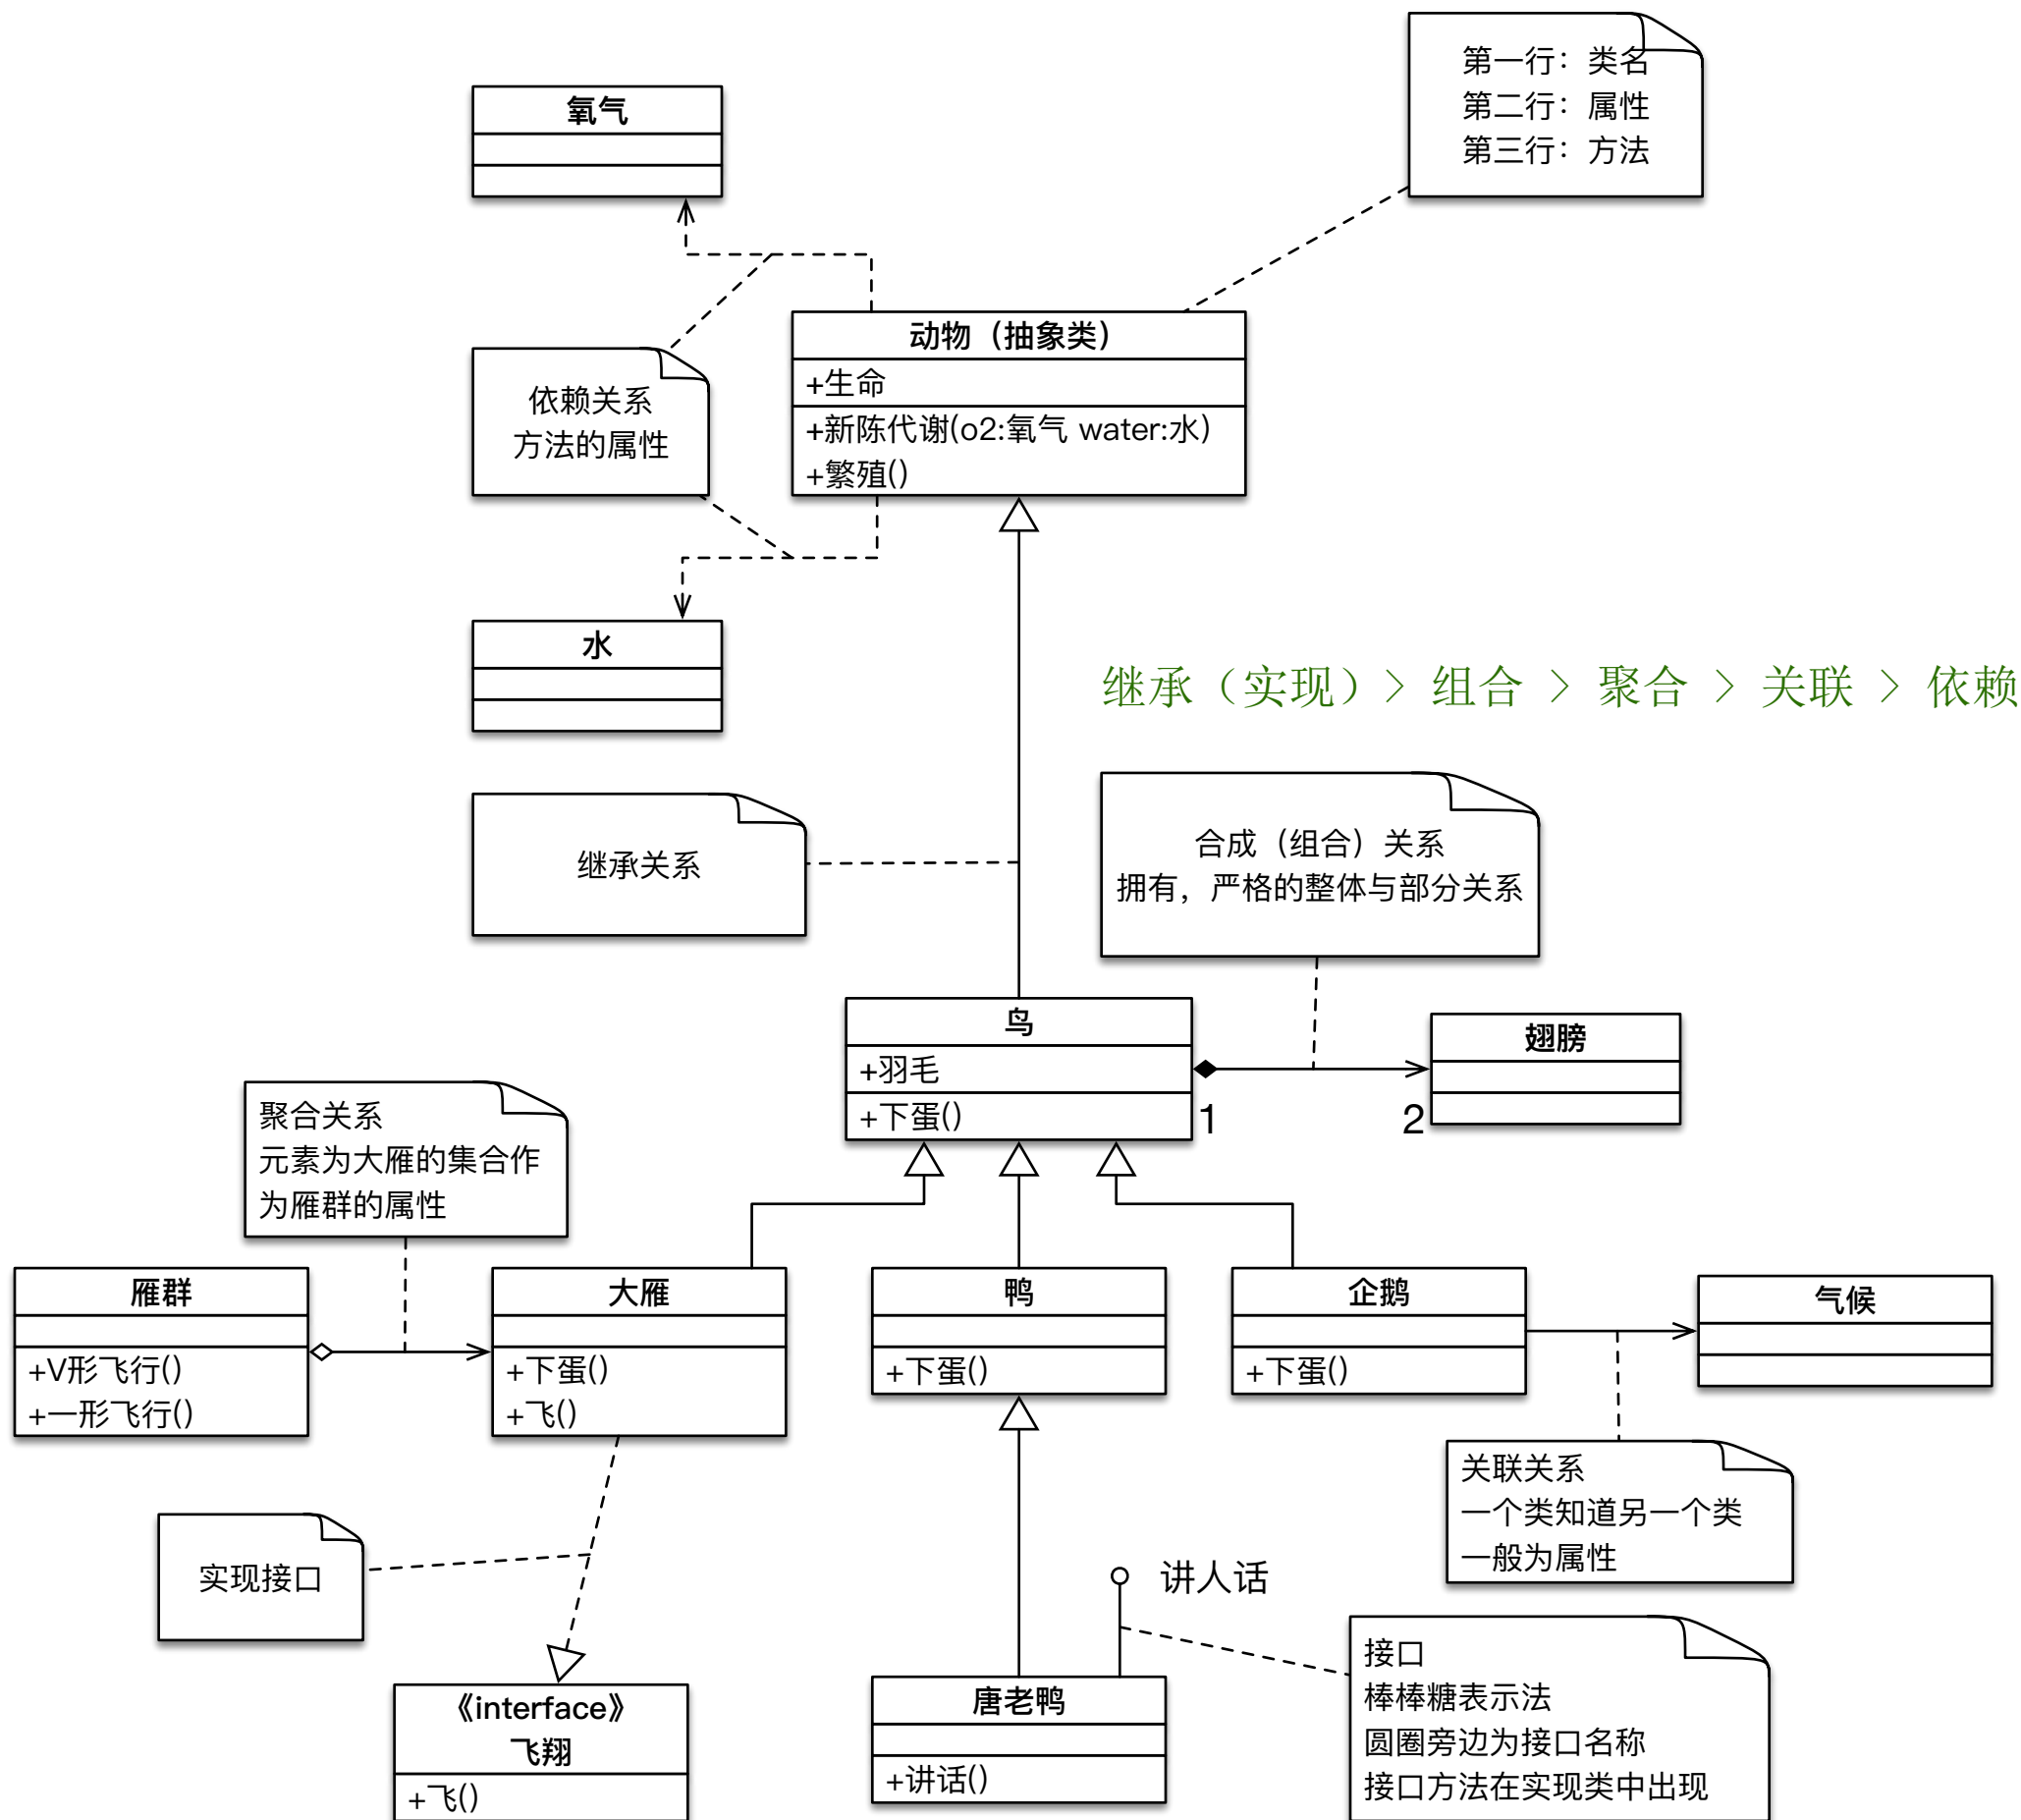 第一行：类名
第二行：属性
第三行：方法
氧气
动物（抽象类）
+生命
+新陈代谢(o2:氧气 water:水)
+繁殖()
依赖关系
方法的属性
水
继承（实现）> 组合 > 聚合 > 关联 > 依赖
继承关系
合成（组合）关系
拥有，严格的整体与部分关系
鸟
+羽毛
+下蛋()
1
2
翅膀
聚合关系
元素为大雁的集合作
为雁群的属性
雁群
+V形飞行()
+一形飞行()
大雁
+下蛋()
+飞()
鸭
+下蛋()
企鹅
+下蛋()
气候
关联关系
一个类知道另一个类
一般为属性
实现接口
讲人话
《interface》
飞翔
+飞()
唐老鸭
+讲话()
接口
棒棒糖表示法
圆圈旁边为接口名称
接口方法在实现类中出现